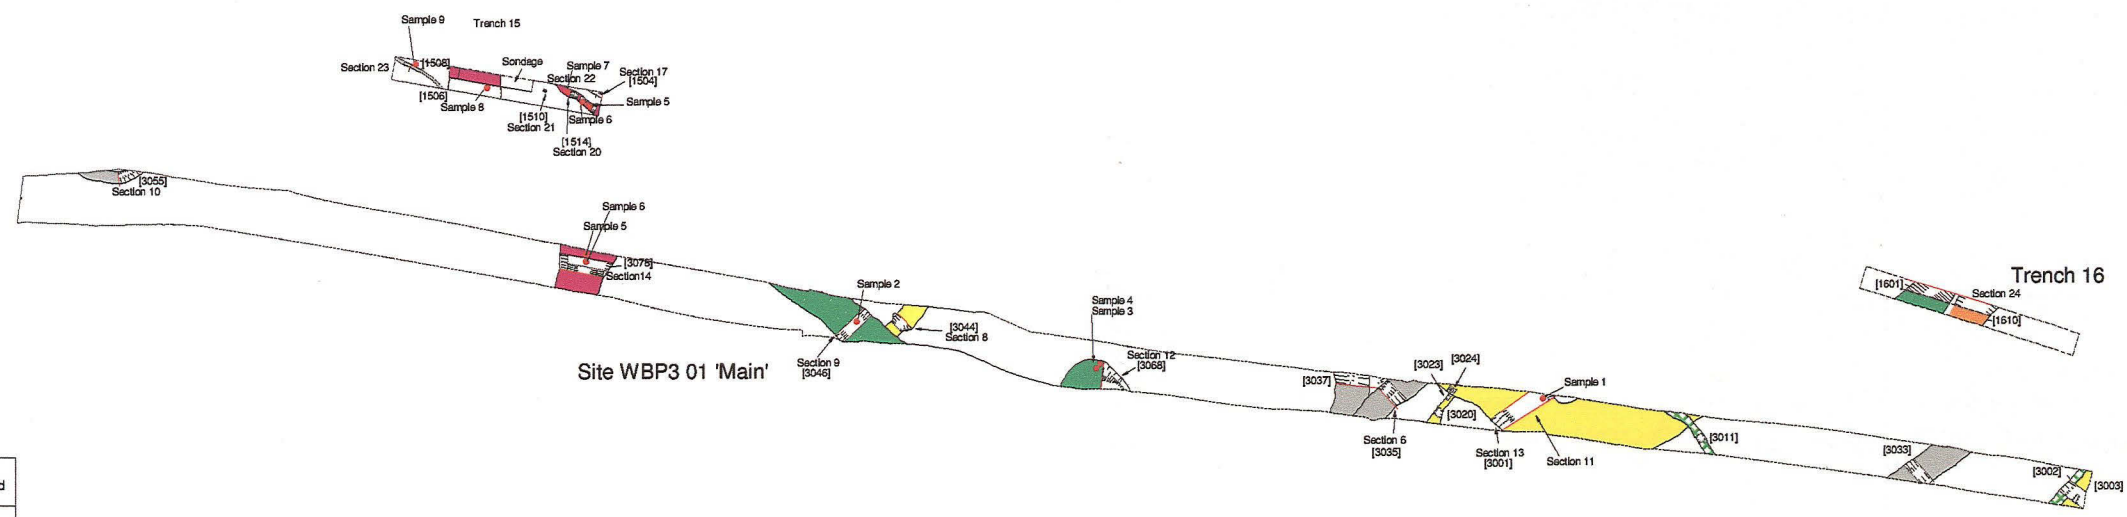 Sample 9
Trench 15
Section 23
[1508]
Sondage
Sample 7
Section 22
Section 17
[1504]
[1506]
Sample 8
Sample 5
[1510]
Section 21
Sample 6
[1514]
Section 20
[3055]
Section 10
Sample 6
Sample 5
[3078]
Section14
Sample 2
[3044]
Section 8
Section 9
[3046]
Site WBP3 01 'Main'
Sample 4
Sample 3
Section 12
[3068]
Trench 16
[1601]
Section 24
[1610]
[3037]
[3023]
[3024]
Sample 1
[3020]
Section 6
[3035]
Section 13
[3001]
Section 11
[3011]
[3033]
[3002]
[3003]
d